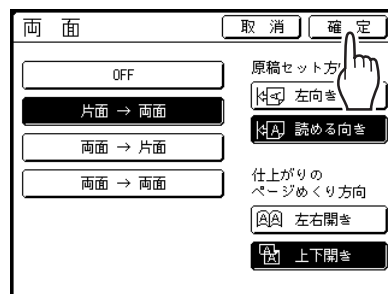 両　面
取 消
確 定
OFF
片面 → 両面
両面 → 片面
両面 → 両面
原稿セット方
左向き
読める向き
仕上がりの
ページめくり方向
左右開き
上下開き